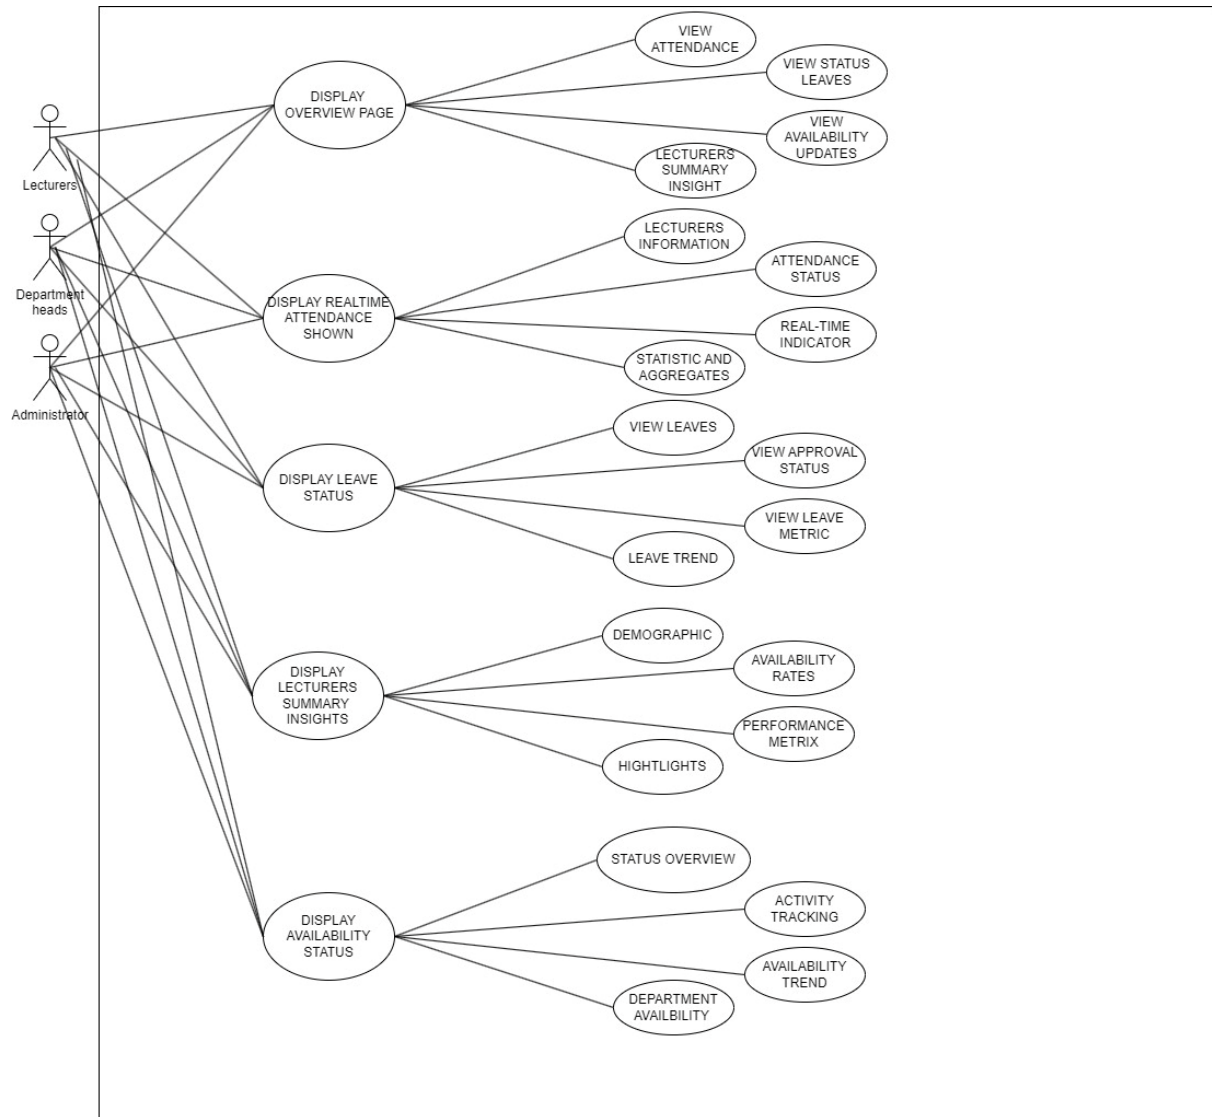 VIEW
ATTENDANCE
VIEW STATUS
LEAVES
DISPLAY
OVERVIEW PAGE
VIEW
AVAILABILITY
UPDATES
LECTURERS
SUMMARY
INSIGHT
Lecturers
LECTURERS
INFORMATION
ATTENDANCE
STATUS
Department
heads
DISPLAY REALTIME
ATTENDANCE
SHOWN
REAL-TIME
INDICATOR
STATISTIC AND
AGGREGATES
Administrator
VIEW LEAVES
VIEW APPROVAL
STATUS
DISPLAY LEAVE
STATUS
VIEW LEAVE
METRIC
LEAVE TREND
DEMOGRAPHIC
AVAILABILITY
RATES
DISPLAY
LECTURERS
SUMMARY
INSIGHTS
PERFORMANCE
METRIX
HIGHTLIGHTS
STATUS OVERVIEW
ACTIVITY
TRACKING
DISPLAY
AVAILABILITY
STATUS
AVAILABILITY
TREND
DEPARTMENT
AVAILBILITY